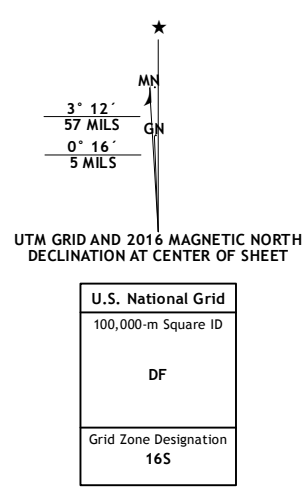 MN
3° 12´
57 MILS
GN
0° 16´
5 MILS
UTM GRID AND 2016 MAGNETIC NORTH
DECLINATION AT CENTER OF SHEET
U.S. National Grid
100,000-m Square ID
DF
Grid Zone Designation
16S